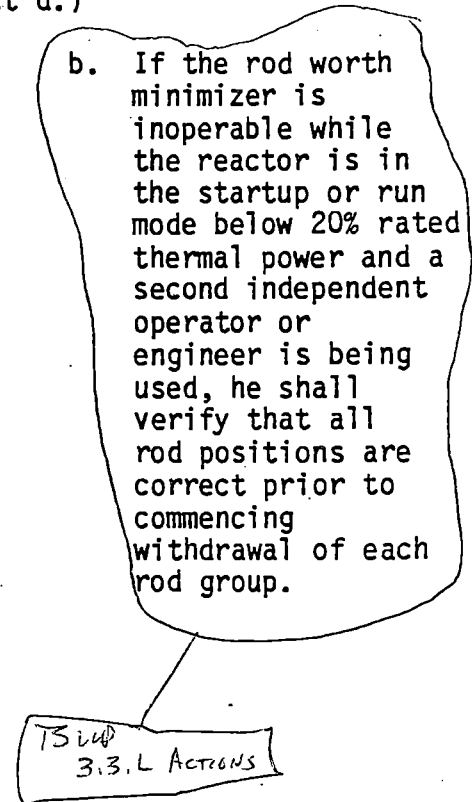 t d.)
b. If the rod worth
minimizer is
inoperable while
the reactor is in
the startup or run
mode below 20% rated
thermal power and a
second independent
operator or
engineer is being
used, he shall
verify that all
rod positions are
correct prior to
commencing
withdrawal of each
rod group.
3.3.L ACTIONS